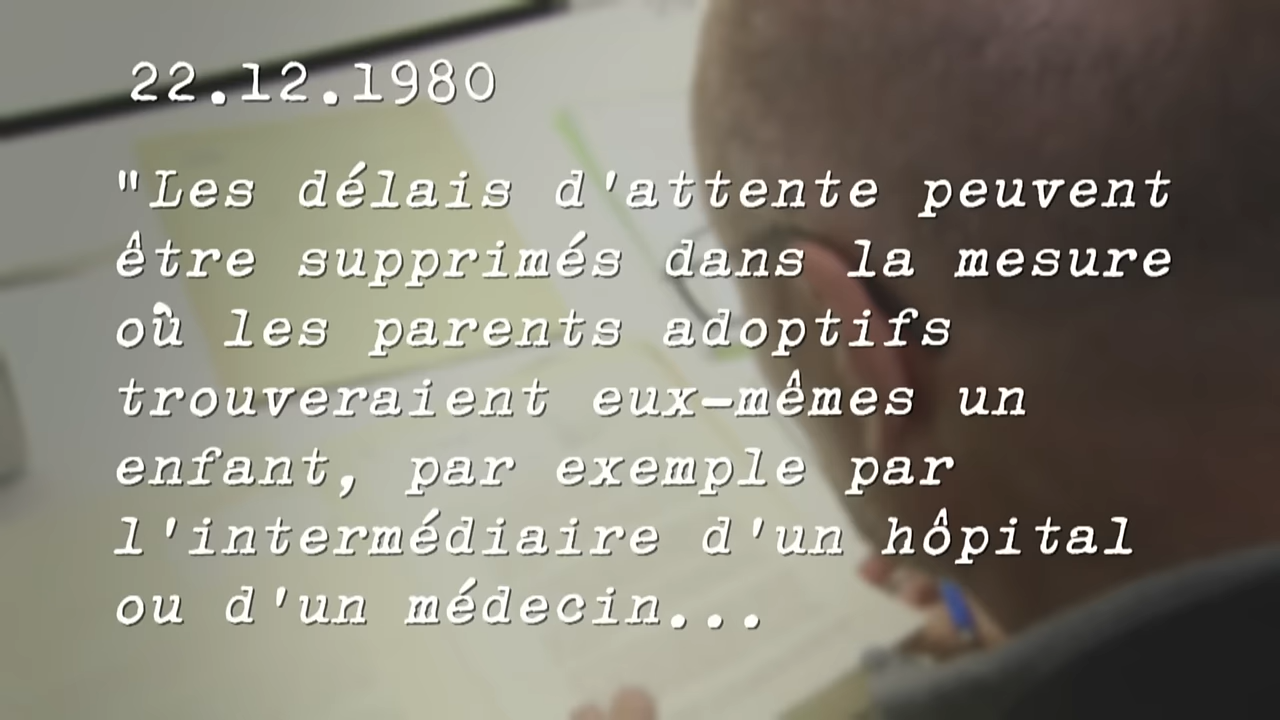 22.12.1980
"Les délais d'attente peuvent
être supprimés dans la mesure
où les parents adoptifs
trouveraient eux-mêmes un
enfant, par exemple par
l'intermédiaire d'un hôpital
ou d'un médecin...